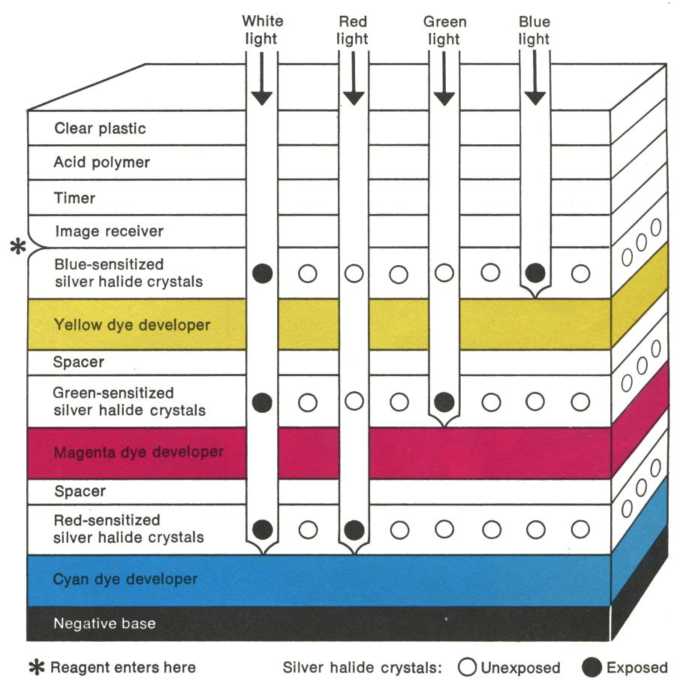 White light
Red light
Green light
Blue light
Clear plastic
Acid polymer
Timer
Image receiver
*
Blue-sensitized
silver halide crystals
Yellow dye developer
Spacer
Green-sensitized
silver halide crystals
Magenta dye developer
Spacer
Red-sensitized
silver halide crystals
Cyan dye developer
Negative base
* Reagent enters here
Silver halide crystals: Unexposed Exposed